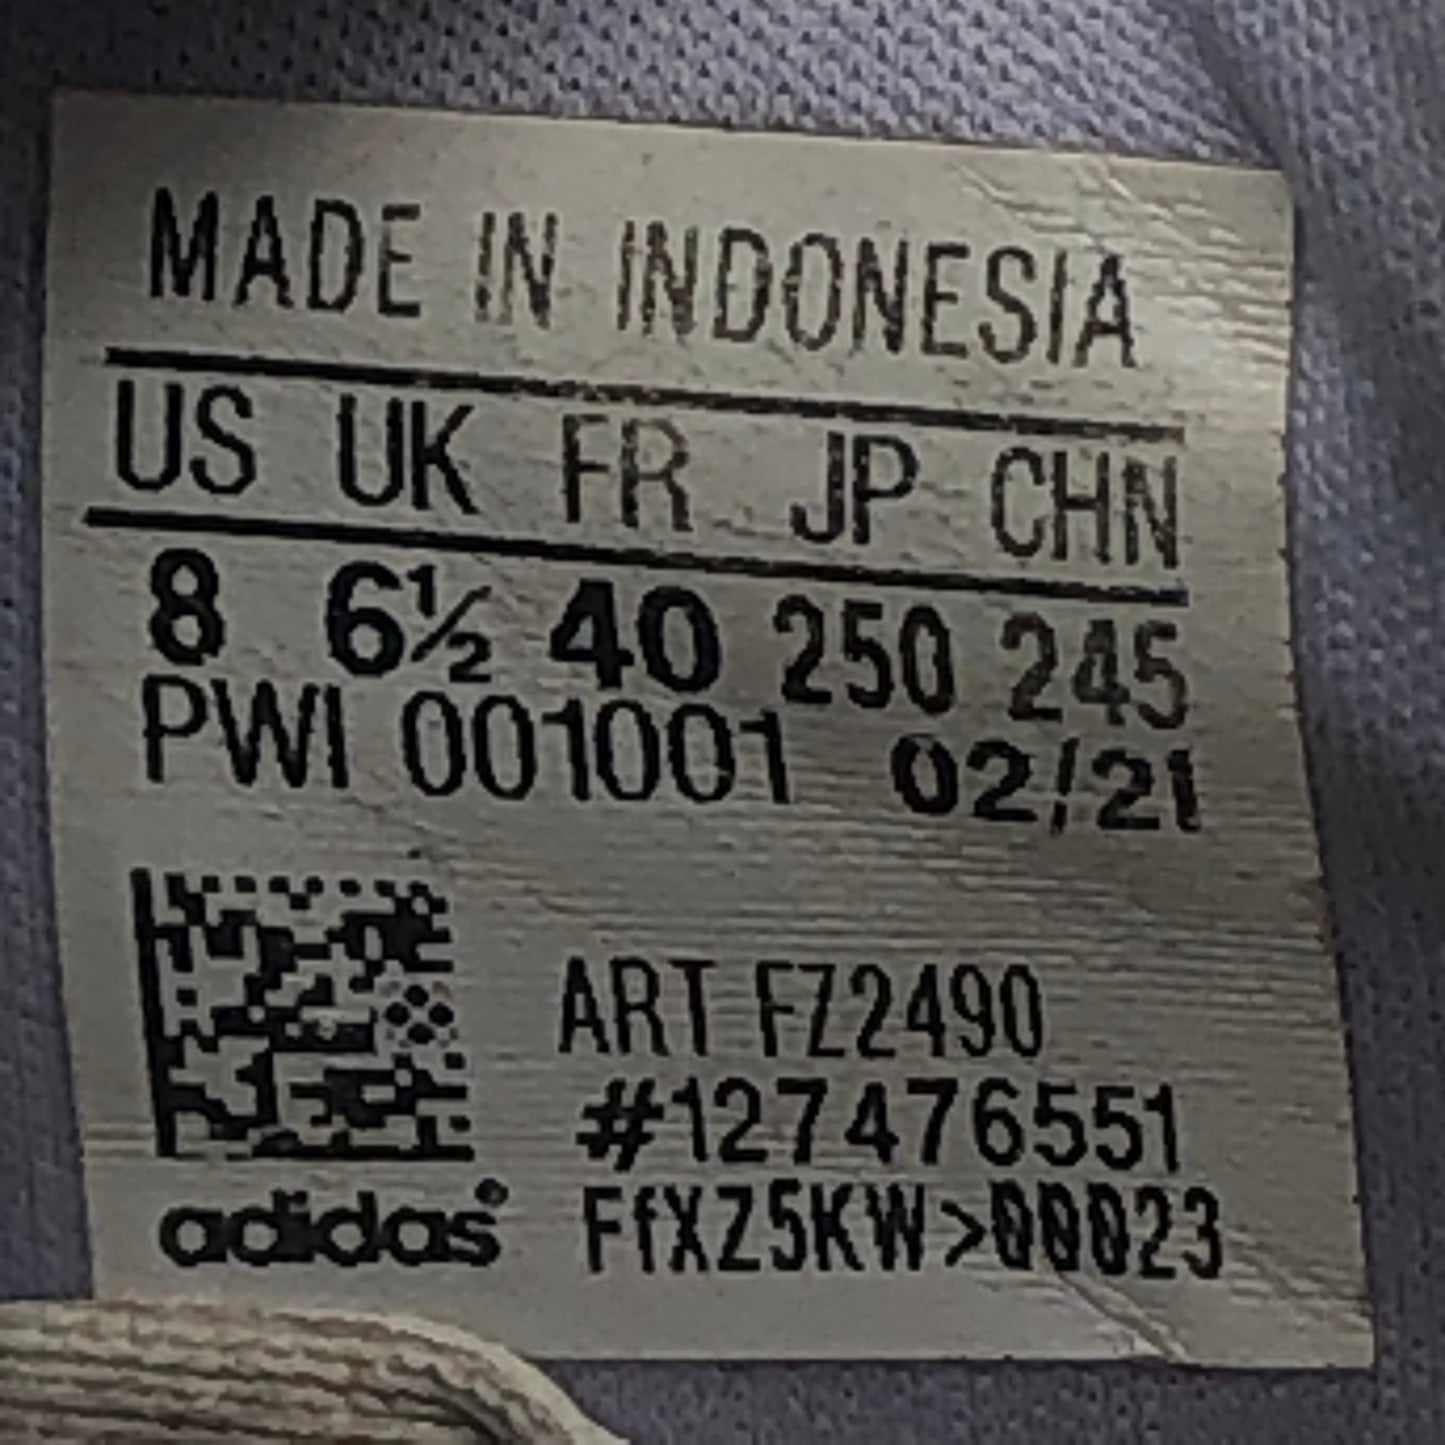 MADE IN INDONESIA
US UK FR JP CHN
8 6½ 40 250 245
PWI 001001 02/21
ART FZ2490
#127476551
adidas® FfXZ5KW>00023